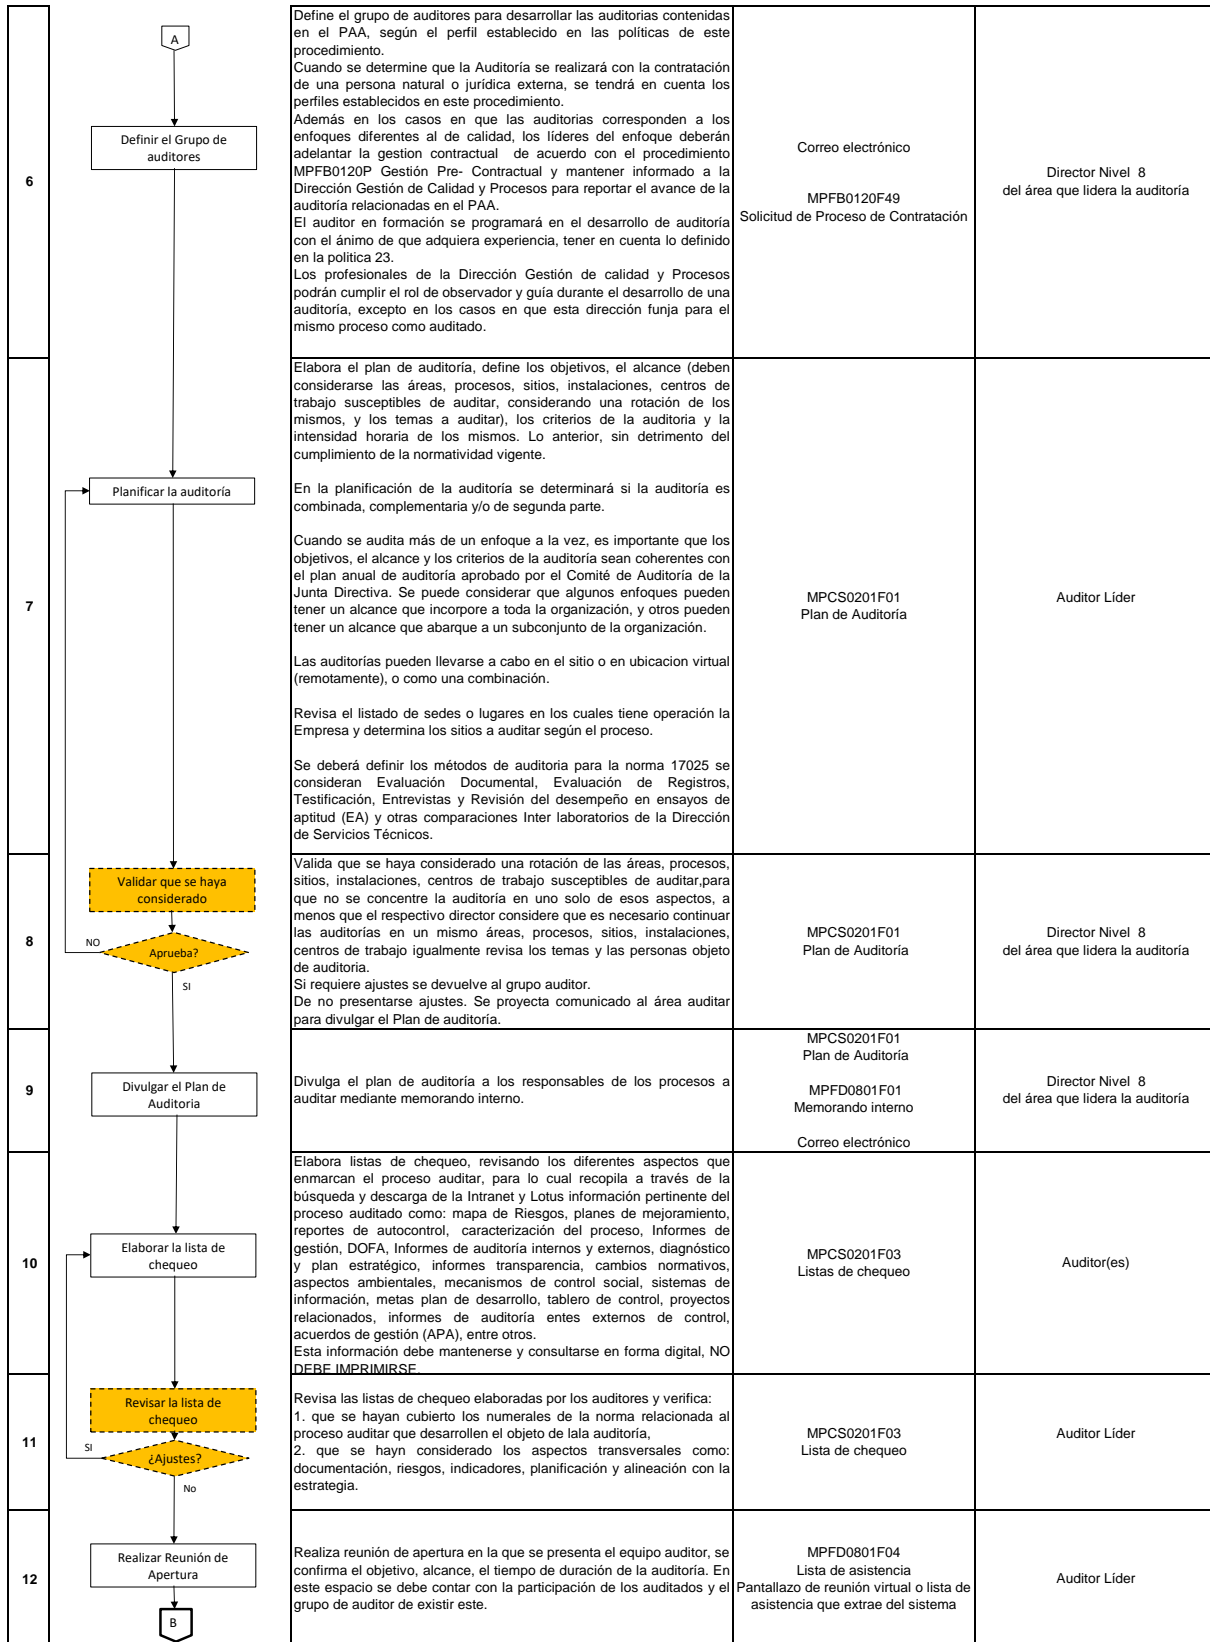 6
A
Definir el Grupo de
auditores
Define el grupo de auditores para desarrollar las auditorias contenidas
en el PAA, según el perfil establecido en las políticas de este
procedimiento.
Cuando se determine que la Auditoría se realizará con la contratación
de una persona natural o jurídica externa, se tendrá en cuenta los
perfiles establecidos en este procedimiento.
Además en los casos en que las auditorias corresponden a los
enfoques diferentes al de calidad, los líderes del enfoque deberán
adelantar la gestion contractual de acuerdo con el procedimiento
MPFB0120P Gestión Pre- Contractual y mantener informado a la
Dirección Gestión de Calidad y Procesos para reportar el avance de la
auditoría relacionadas en el PAA.
El auditor en formación se programará en el desarrollo de auditoría
con el ánimo de que adquiera experiencia, tener en cuenta lo definido
en la politica 23.
Los profesionales de la Dirección Gestión de calidad y Procesos
podrán cumplir el rol de observador y guía durante el desarrollo de una
auditoría, excepto en los casos en que esta dirección funja para el
mismo proceso como auditado.
Correo electrónico
MPFB0120F49
Solicitud de Proceso de Contratación
Director Nivel 8
del área que lidera la auditoría
7
Planificar la auditoría
Elabora el plan de auditoría, define los objetivos, el alcance (deben
considerarse las áreas, procesos, sitios, instalaciones, centros de
trabajo susceptibles de auditar, considerando una rotación de los
mismos, y los temas a auditar), los criterios de la auditoria y la
intensidad horaria de los mismos. Lo anterior, sin detrimento del
cumplimiento de la normatividad vigente.
En la planificación de la auditoría se determinará si la auditoría es
combinada, complementaria y/o de segunda parte.
Cuando se audita más de un enfoque a la vez, es importante que los
objetivos, el alcance y los criterios de la auditoría sean coherentes con
el plan anual de auditoría aprobado por el Comité de Auditoría de la
Junta Directiva. Se puede considerar que algunos enfoques pueden
tener un alcance que incorpore a toda la organización, y otros pueden
tener un alcance que abarque a un subconjunto de la organización.
Las auditorías pueden llevarse a cabo en el sitio o en ubicacion virtual
(remotamente), o como una combinación.
Revisa el listado de sedes o lugares en los cuales tiene operación la
Empresa y determina los sitios a auditar según el proceso.
Se deberá definir los métodos de auditoria para la norma 17025 se
consideran Evaluación Documental, Evaluación de Registros,
Testificación, Entrevistas y Revisión del desempeño en ensayos de
aptitud (EA) y otras comparaciones Inter laboratorios de la Dirección
de Servicios Técnicos.
MPCS0201F01
Plan de Auditoría
Auditor Líder
8
Validar que se haya
considerado
Aprueba?
NO
SI
Valida que se haya considerado una rotación de las áreas, procesos,
sitios, instalaciones, centros de trabajo susceptibles de auditar,para
que no se concentre la auditoría en uno solo de esos aspectos, a
menos que el respectivo director considere que es necesario continuar
las auditorías en un mismo áreas, procesos, sitios, instalaciones,
centros de trabajo igualmente revisa los temas y las personas objeto
de auditoria.
Si requiere ajustes se devuelve al grupo auditor.
De no presentarse ajustes. Se proyecta comunicado al área auditar
para divulgar el Plan de auditoría.
MPCS0201F01
Plan de Auditoría
Director Nivel 8
del área que lidera la auditoría
9
Divulgar el Plan de
Auditoria
Divulga el plan de auditoría a los responsables de los procesos a
auditar mediante memorando interno.
MPCS0201F01
Plan de Auditoría
MPFD0801F01
Memorando interno
Correo electrónico
Director Nivel 8
del área que lidera la auditoría
10
Elaborar la lista de
chequeo
Elabora listas de chequeo, revisando los diferentes aspectos que
enmarcan el proceso auditar, para lo cual recopila a través de la
búsqueda y descarga de la Intranet y Lotus información pertinente del
proceso auditado como: mapa de Riesgos, planes de mejoramiento,
reportes de autocontrol, caracterización del proceso, Informes de
gestión, DOFA, Informes de auditoría internos y externos, diagnóstico
y plan estratégico, informes transparencia, cambios normativos,
aspectos ambientales, mecanismos de control social, sistemas de
información, metas plan de desarrollo, tablero de control, proyectos
relacionados, informes de auditoría entes externos de control,
acuerdos de gestión (APA), entre otros.
Esta información debe mantenerse y consultarse en forma digital, NO
DEBE IMPRIMIRSE.
MPCS0201F03
Listas de chequeo
Auditor(es)
11
Revisar la lista de
chequeo
¿Ajustes?
SI
No
Revisa las listas de chequeo elaboradas por los auditores y verifica:
1. que se hayan cubierto los numerales de la norma relacionada al
proceso auditar que desarrollen el objeto de lala auditoría,
2. que se hayn considerado los aspectos transversales como:
documentación, riesgos, indicadores, planificación y alineación con la
estrategia.
MPCS0201F03
Lista de chequeo
Auditor Líder
12
Realizar Reunión de
Apertura
B
Realiza reunión de apertura en la que se presenta el equipo auditor, se
confirma el objetivo, alcance, el tiempo de duración de la auditoría. En
este espacio se debe contar con la participación de los auditados y el
grupo de auditor de existir este.
MPFD0801F04
Lista de asistencia
Pantallazo de reunión virtual o lista de
asistencia que extrae del sistema
Auditor Líder